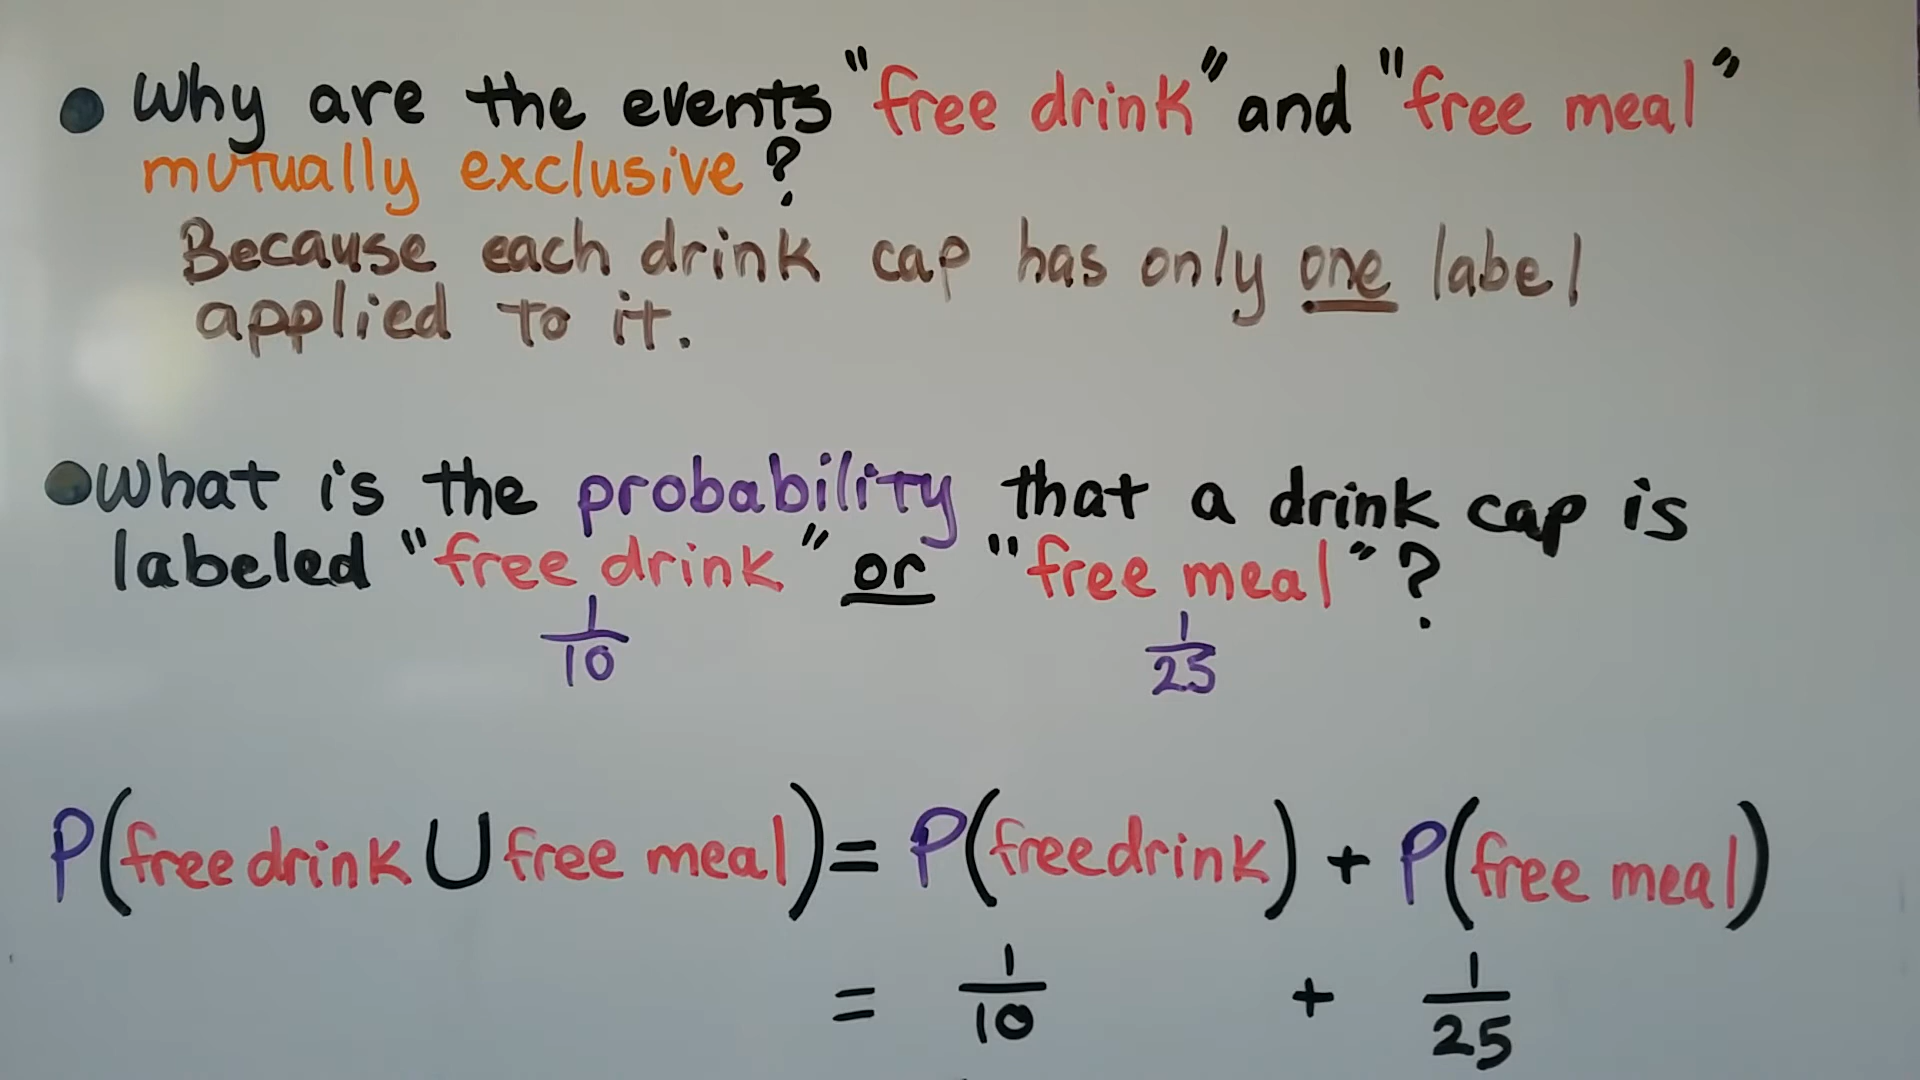 • Why are the events "free drink" and "free meal"
mutually exclusive?
Because each drink cap has only one label
applied to it.
• What is the probability that a drink cap is
labeled "free drink" or "free meal"?
1/10 1/25
P(free drink ∪ free meal) = P(free drink) + P(free meal)
= 1/10 + 1/25